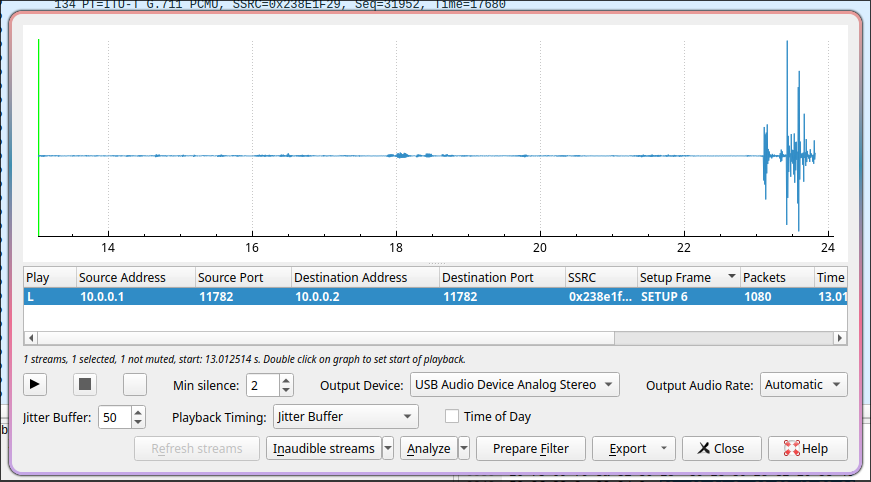 134 PT=ITU-T G.711 PCMU, SSRC=0x238E1F29, Seq=31952, Time=17680
14 16 18 20 22 24
Play Source Address Source Port Destination Address Destination Port SSRC Setup Frame Packets Time
L 10.0.0.1 11782 10.0.0.2 11782 0x238e1f... SETUP 6 1080 13.01
1 streams, 1 selected, 1 not muted, start: 13.012514 s. Double click on graph to set start of playback.
Min silence: 2 Output Device: USB Audio Device Analog Stereo Output Audio Rate: Automatic
Jitter Buffer: 50 Playback Timing: Jitter Buffer Time of Day
Refresh streams Inaudible streams Analyze Prepare Filter Export Close Help